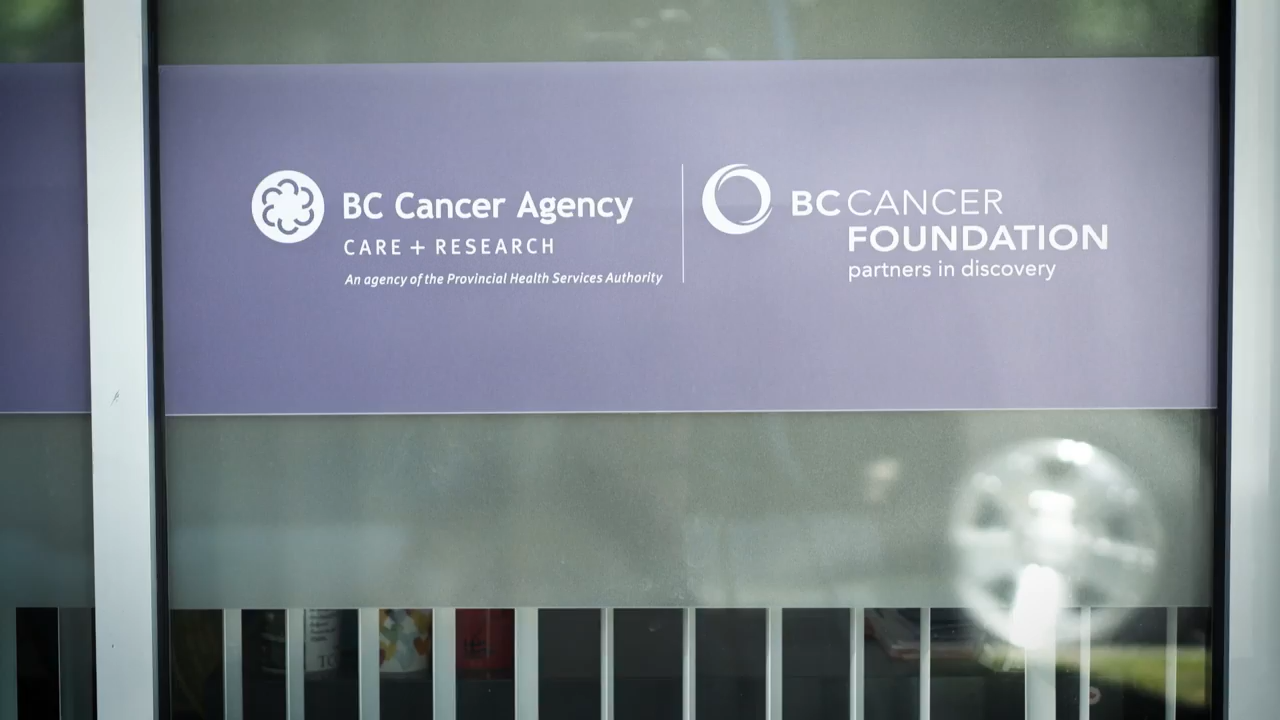 BC Cancer Agency
CARE + RESEARCH
An agency of the Provincial Health Services Authority
BC CANCER
FOUNDATION
partners in discovery